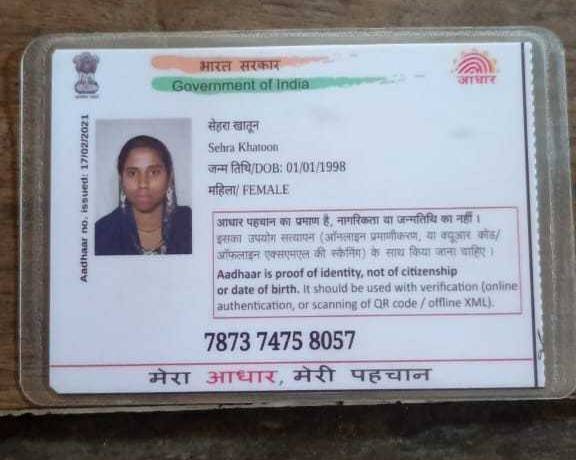 भारत सरकार
Government of India
आधार
Aadhaar no. issued: 17/02/2021
सेहरा खातून
Sehra Khatoon
जन्म तिथि/DOB: 01/01/1998
महिला/ FEMALE
आधार पहचान का प्रमाण है, नागरिकता या जन्मतिथि का नहीं ।
इसका उपयोग सत्यापन (ऑनलाइन प्रमाणीकरण, या क्यूआर कोड/
ऑफलाइन एक्सएमएल की स्कैनिंग) के साथ किया जाना चाहिए ।
Aadhaar is proof of identity, not of citizenship
or date of birth. It should be used with verification (online
authentication, or scanning of QR code / offline XML).
7873 7475 8057
मेरा आधार, मेरी पहचान